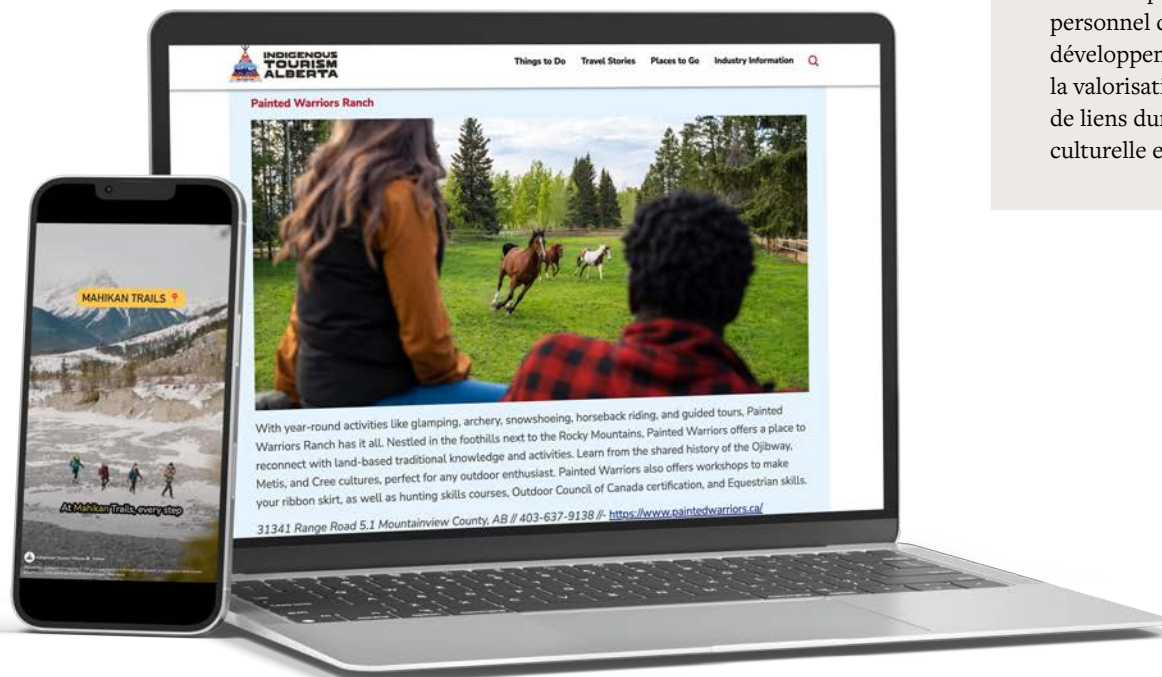 personnel
développem
la valorisati
de liens dur
culturelle e
INDIGENOUS
TOURISM
ALBERTA
Things to Do Travel Stories Places to Go Industry Information
Painted Warriors Ranch
With year-round activities like glamping, archery, snowshoeing, horseback riding, and guided tours, Painted
Warriors Ranch has it all. Nestled in the foothills next to the Rocky Mountains, Painted Warriors offers a place to
reconnect with land-based traditional knowledge and activities. Learn from the shared history of the Ojibway,
Metis, and Cree cultures, perfect for any outdoor enthusiast. Painted Warriors also offers workshops to make
your ribbon skirt, as well as hunting skills courses, Outdoor Council of Canada certification, and Equestrian skills.
31341 Range Road 5.1 Mountainview County, AB // 403-637-9138 //- https://www.paintedwarriors.ca/
MAHIKAN TRAILS
At Mahikan Trails, every step